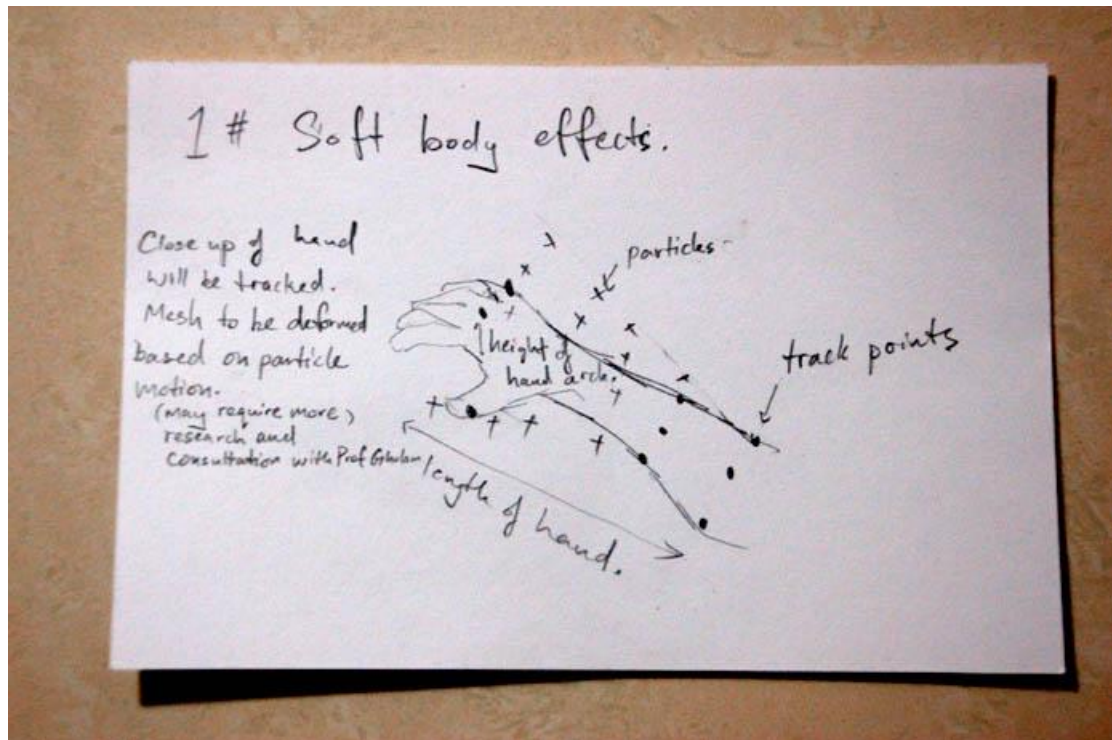 1# Soft body effects.
Close up of hand
will be tracked.
Mesh to be deformed
based on particle
motion.
(may require more)
research and
Consultation with Prof
particles
height of
hand arch.
track points
length of hand.